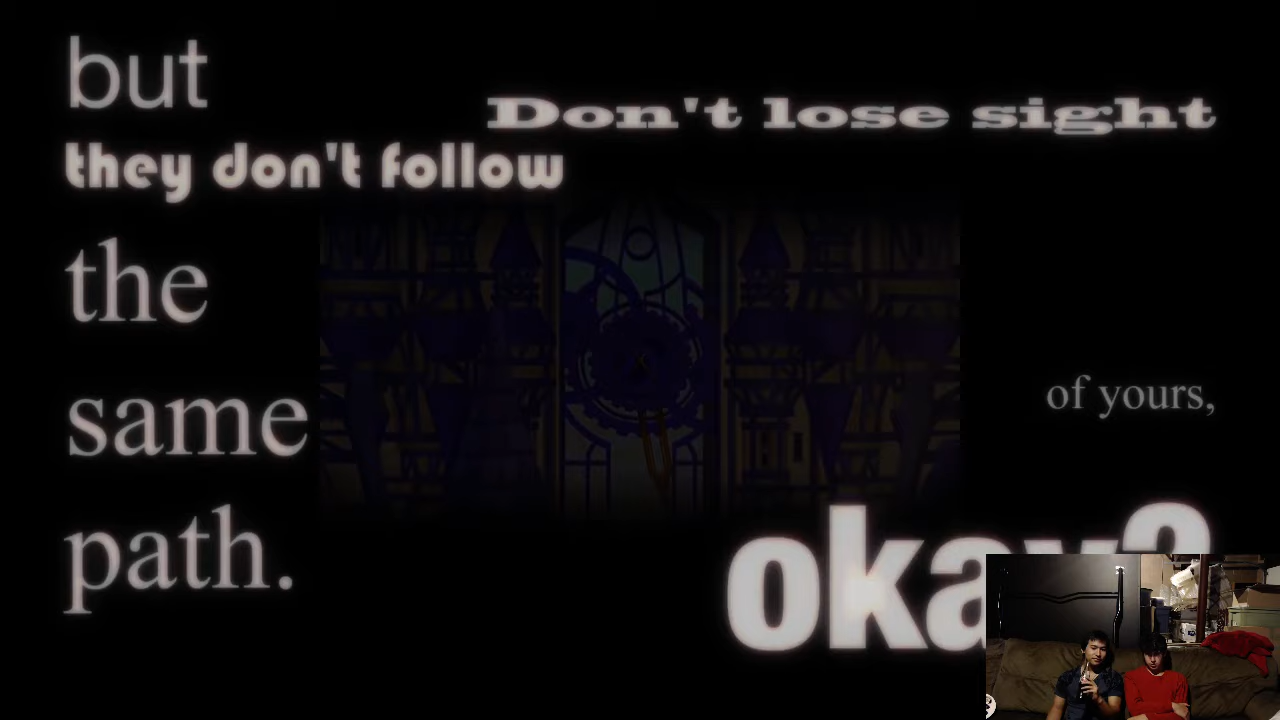 but
they don't follow
the
same
path.
Don't lose sight
of yours,
okay?